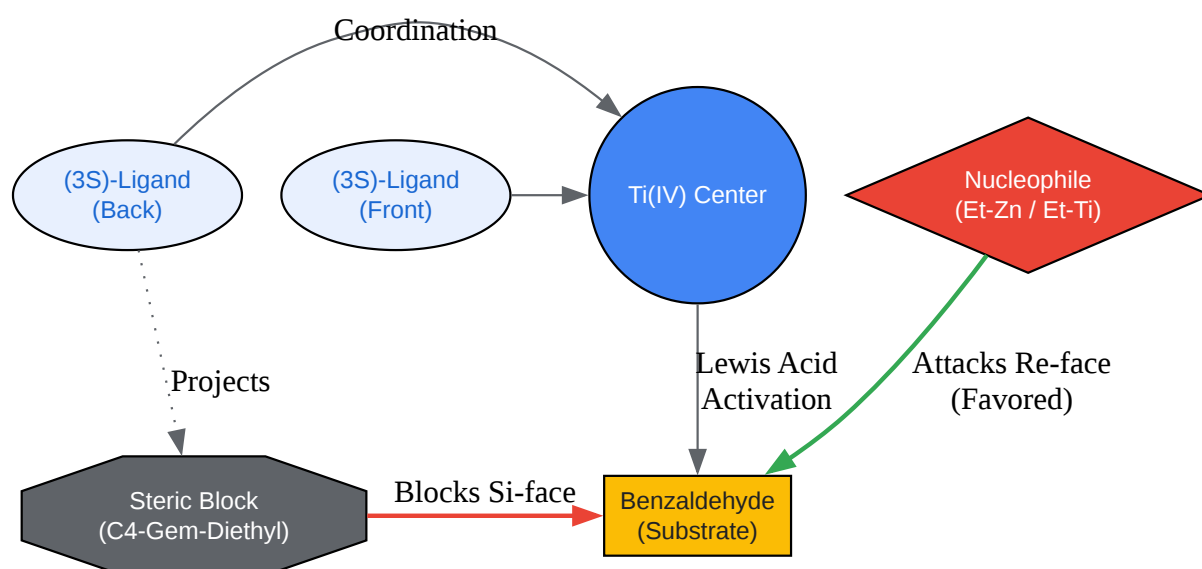 Coordination
(3S)-Ligand
(Back)
(3S)-Ligand
(Front)
Ti(IV) Center
Nucleophile
(Et-Zn / Et-Ti)
Projects
Lewis Acid
Activation
Attacks Re-face
(Favored)
Steric Block
(C4-Gem-Diethyl)
Blocks Si-face
Benzaldehyde
(Substrate)